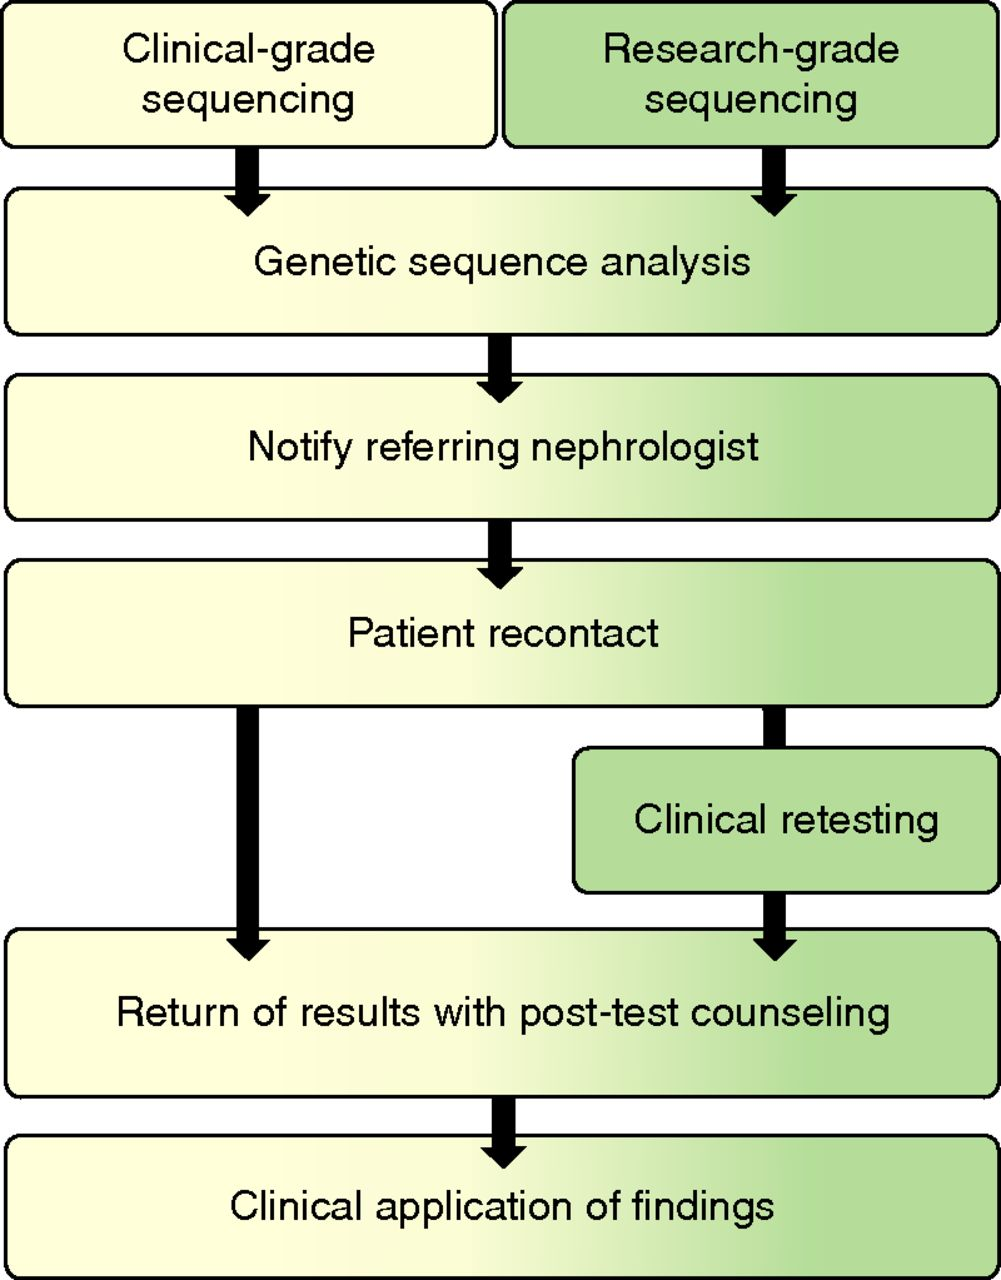 Clinical-grade
sequencing
Research-grade
sequencing
Genetic sequence analysis
Notify referring nephrologist
Patient recontact
Clinical retesting
Return of results with post-test counseling
Clinical application of findings